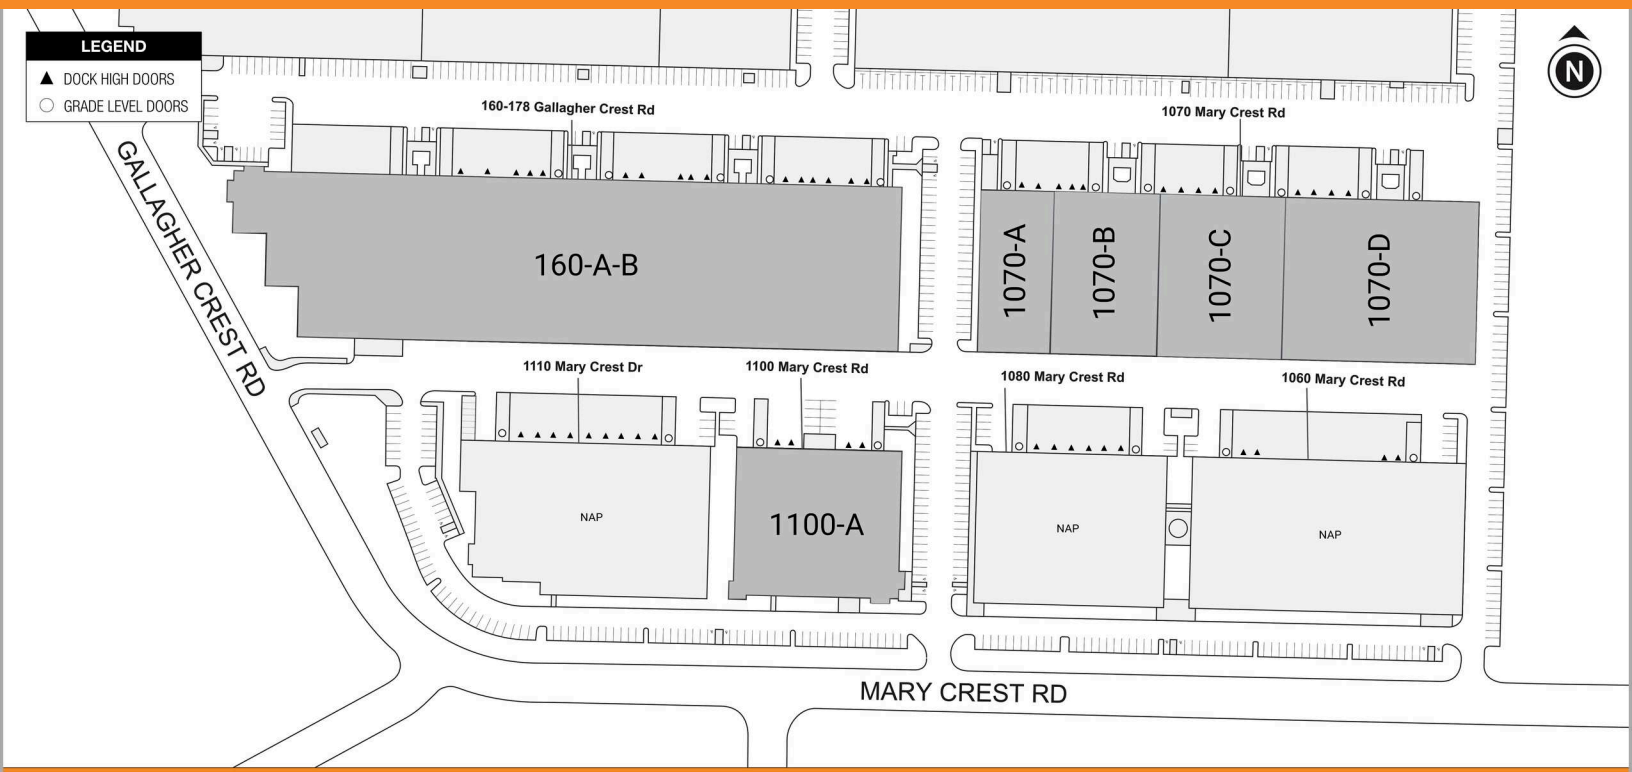 LEGEND
DOCK HIGH DOORS
GRADE LEVEL DOORS
N
160-178 Gallagher Crest Rd
1070 Mary Crest Rd
GALLAGHER CREST RD
160-A-B
1070-A
1070-B
1070-C
1070-D
1110 Mary Crest Dr
1100 Mary Crest Rd
1080 Mary Crest Rd
1060 Mary Crest Rd
NAP
1100-A
NAP
NAP
MARY CREST RD